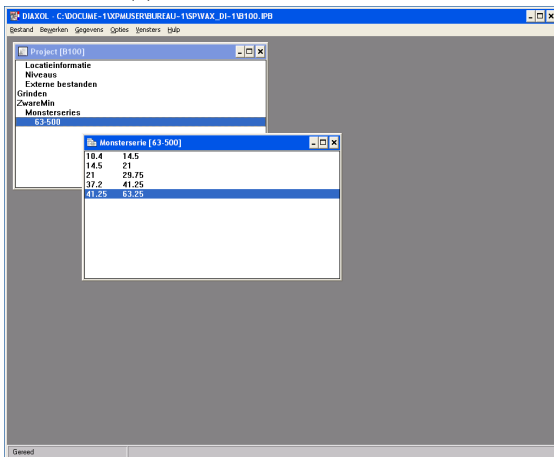 DIAXOL - C:\DOCUME~1\XPMUSER\BUREAU~1\SP\WAX_DI~1\B100.IPB
Bestand Bewerken Gegevens Opties Vensters Hulp
Project [B100]
Locatieinformatie
Niveaus
Externe bestanden
Grinden
ZwareMin
Monsterseries
63-500
Monsterserie [63-500]
10.4 14.5
14.5 21
21 29.75
37.2 41.25
41.25 63.25
Gereed